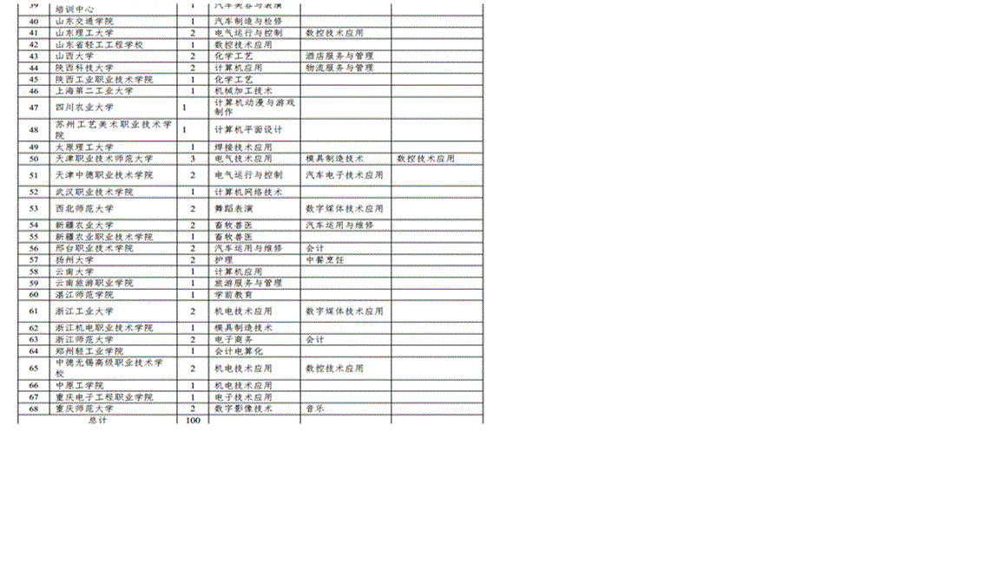 39 培训中心 1 汽车美容与装潢
40 山东交通学院 1 汽车制造与检修
41 山东理工大学 2 电气运行与控制 数控技术应用
42 山东省轻工工程学校 1 数控技术应用
43 山西大学 2 化学工艺 酒店服务与管理
44 陕西科技大学 2 计算机应用 物流服务与管理
45 陕西工业职业技术学院 1 化学工艺
46 上海第二工业大学 1 机械加工技术
47 四川农业大学 1 计算机动漫与游戏
制作
48 苏州工艺美术职业技术学
院 1 计算机平面设计
49 太原理工大学 1 焊接技术应用
50 天津职业技术师范大学 3 电气技术应用 模具制造技术 数控技术应用
51 天津中德职业技术学院 2 电气运行与控制 汽车电子技术应用
52 武汉职业技术学院 1 计算机网络技术
53 西北师范大学 2 舞蹈表演 数字媒体技术应用
54 新疆农业大学 2 畜牧兽医 汽车运用与维修
55 新疆农业职业技术学院 1 畜牧兽医
56 邢台职业技术学院 2 汽车运用与维修 会计
57 扬州大学 2 护理 中餐烹饪
58 云南大学 1 计算机应用
59 云南旅游职业学院 1 旅游服务与管理
60 湛江师范学院 1 学前教育
61 浙江工业大学 2 机电技术应用 数字媒体技术应用
62 浙江机电职业技术学院 1 模具制造技术
63 浙江师范大学 2 电子商务 会计
64 郑州轻工业学院 1 会计电算化
65 中德无锡高级职业技术学
校 2 机电技术应用 数控技术应用
66 中原工学院 1 机电技术应用
67 重庆电子工程职业学院 1 电子技术应用
68 重庆师范大学 2 数字影像技术 音乐
总计 100